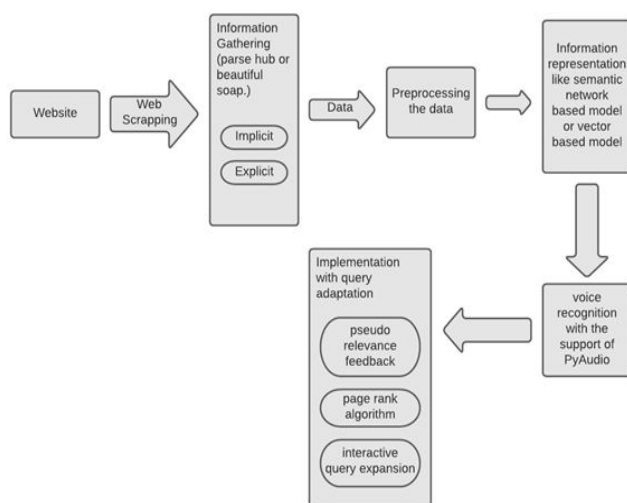 Website
Web
Scrapping
Information
Gathering
(parse hub or
beautiful
soap.)
Implicit
Explicit
Data
Preprocessing
the data
Information
representation
like semantic
network
based model
or vector
based model
voice
recognition
with the
support of
PyAudio
Implementation
with query
adaptation
pseudo
relevance
feedback
page rank
algorithm
interactive
query expansion